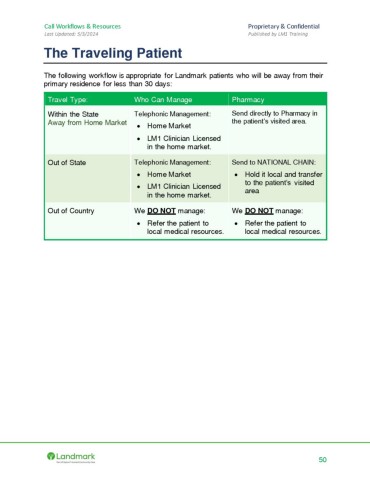 Call Workflows & Resources Proprietary & Confidential
Last Updated: 5/3/2024 Published by LM1 Training
The Traveling Patient
The following workflow is appropriate for Landmark patients who will be away from their
primary residence for less than 30 days:
Travel Type: Who Can Manage Pharmacy
Within the State
Away from Home Market
Telephonic Management:
• Home Market
• LM1 Clinician Licensed
in the home market.
Send directly to Pharmacy in
the patient's visited area.
Out of State
Telephonic Management:
• Home Market
• LM1 Clinician Licensed
in the home market.
Send to NATIONAL CHAIN:
• Hold it local and transfer
to the patient's visited
area
Out of Country
We DO NOT manage:
• Refer the patient to
local medical resources.
We DO NOT manage:
• Refer the patient to
local medical resources.
Landmark
50